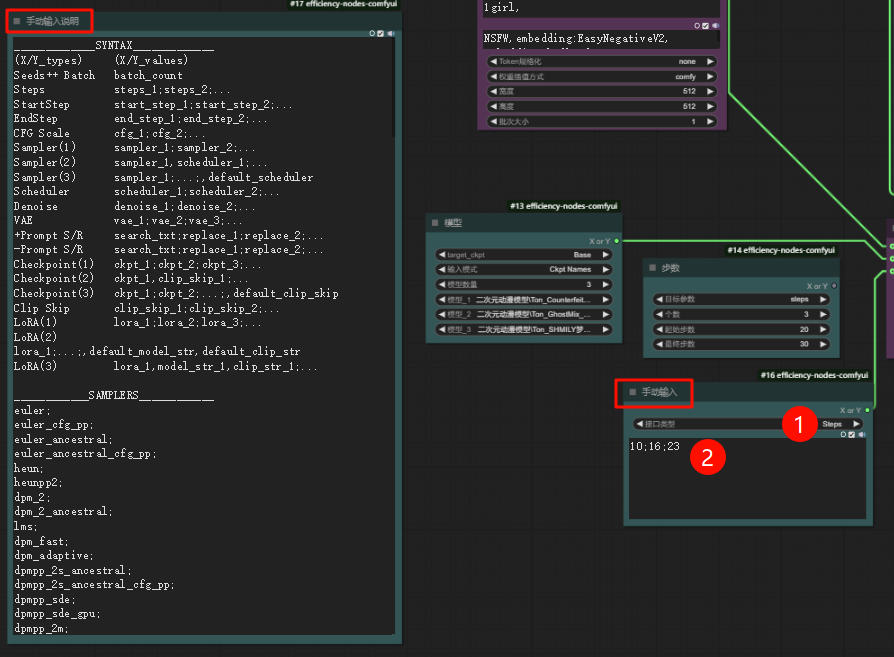 #17 efficiency-nodes-comfyui
手动输入说明
_____________SYNTAX_____________
(X/Y_types) (X/Y_values)
Seeds++ Batch batch_count
Steps steps_1;steps_2;...
StartStep start_step_1;start_step_2;...
EndStep end_step_1;end_step_2;...
CFG Scale cfg_1;cfg_2;...
Sampler(1) sampler_1;sampler_2;...
Sampler(2) sampler_1,scheduler_1;...
Sampler(3) sampler_1;...;,default_scheduler
Scheduler scheduler_1;scheduler_2;...
Denoise denoise_1;denoise_2;...
VAE vae_1;vae_2;vae_3;...
+Prompt S/R search_txt;replace_1;replace_2;...
-Prompt S/R search_txt;replace_1;replace_2;...
Checkpoint(1) ckpt_1;ckpt_2;ckpt_3;...
Checkpoint(2) ckpt_1,clip_skip_1;...
Checkpoint(3) ckpt_1;ckpt_2;...;,default_clip_skip
Clip Skip clip_skip_1;clip_skip_2;...
LoRA(1) lora_1;lora_2;lora_3;...
LoRA(2)
lora_1;...;,default_model_str,default_clip_str
LoRA(3) lora_1,model_str_1,clip_str_1;...
____________SAMPLERS____________
euler;
euler_cfg_pp;
euler_ancestral;
euler_ancestral_cfg_pp;
heun;
heunpp2;
dpm_2;
dpm_2_ancestral;
lms;
dpm_fast;
dpm_adaptive;
dpmpp_2s_ancestral;
dpmpp_2s_ancestral_cfg_pp;
dpmpp_sde;
dpmpp_sde_gpu;
dpmpp_2m;
1girl,
NSFW, embedding:EasyNegativeV2,
Token规格化 none
权重插值方式 comfy
宽度 512
高度 512
批次大小 1
#13 efficiency-nodes-comfyui
模型
X or Y
target_ckpt Base
输入模式 Ckpt Names
模型数量 3
模型_1 二次元动漫模型\Ton_Counterfeit...
模型_2 二次元动漫模型\Ton_GhostMix_...
模型_3 二次元动漫模型\Ton_SHMILY梦...
#14 efficiency-nodes-comfyui
步数
X or Y
目标参数 steps
个数 3
起始步数 20
最终步数 30
#16 efficiency-nodes-comfyui
手动输入
X or Y
接口类型 Steps
1
10;16;23
2